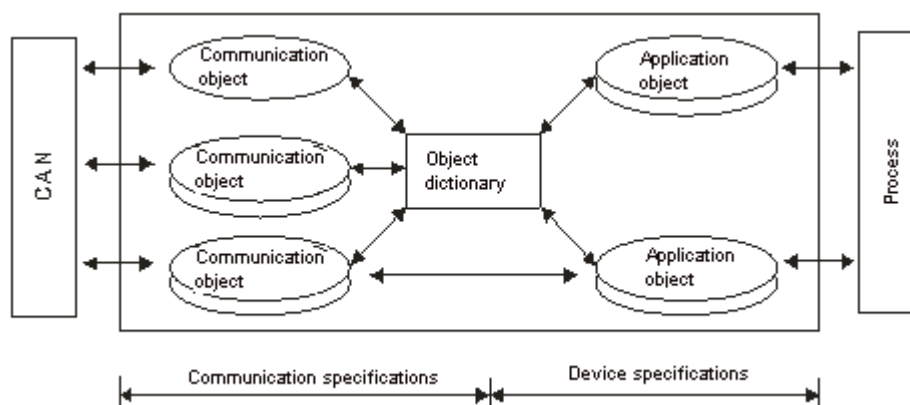 Communication
object
Application
object
CAN
Communication
object
Object
dictionary
Process
Communication
object
Application
object
Communication specifications
Device specifications